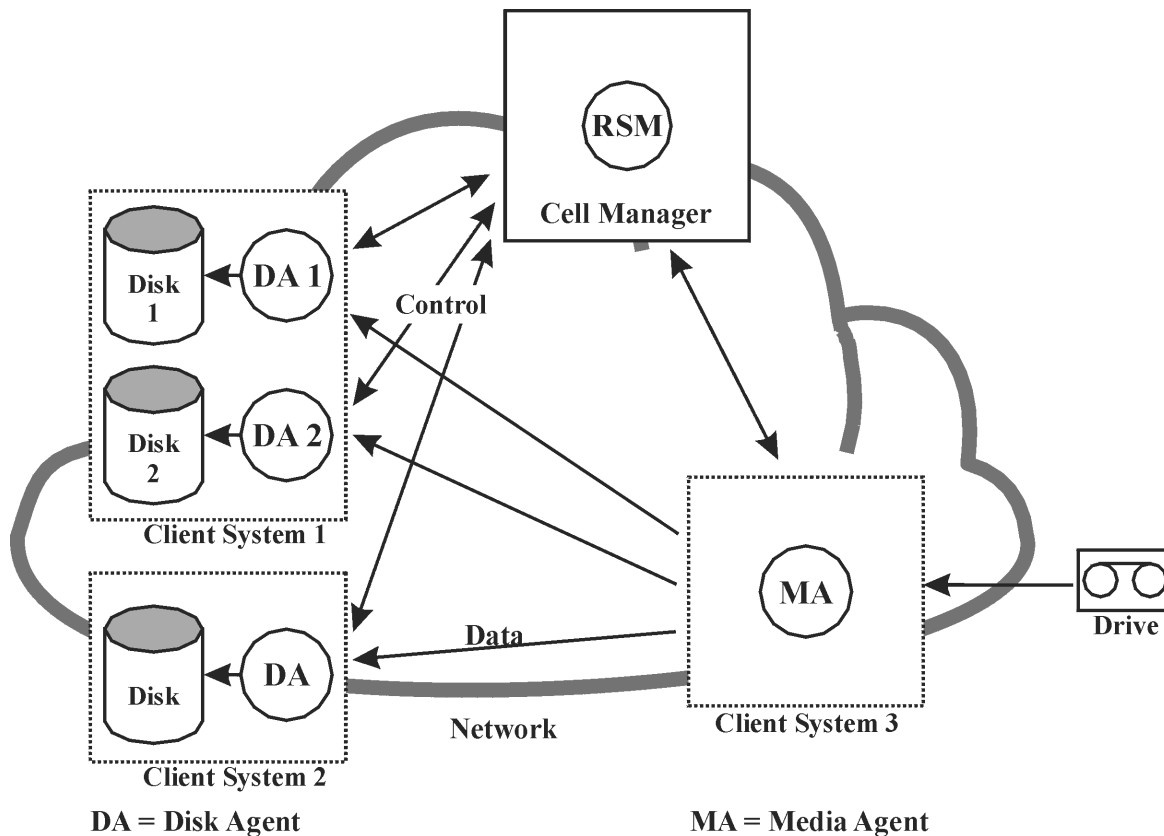 RSM
Cell Manager
Disk
1
DA 1
Control
Disk
2
DA 2
Client System 1
MA
Drive
Data
Disk
DA
Network
Client System 3
Client System 2
DA = Disk Agent
MA = Media Agent